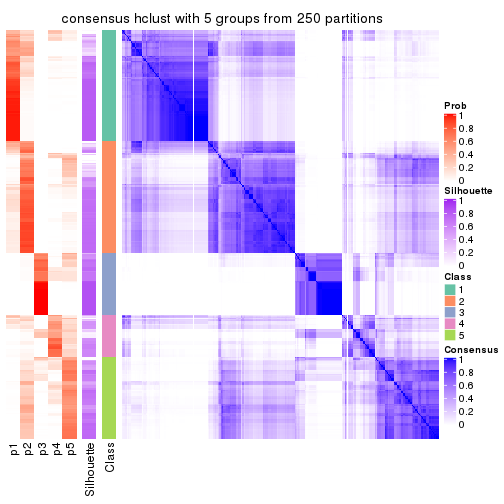 consensus hclust with 5 groups from 250 partitions
Prob
1
0.8
0.6
0.4
0.2
0
Silhouette
1
0.8
0.6
0.4
0.2
0
Class
1
2
3
4
5
Consensus
1
0.8
0.6
0.4
0.2
0
p1
p2
p3
p4
p5
Silhouette
Class